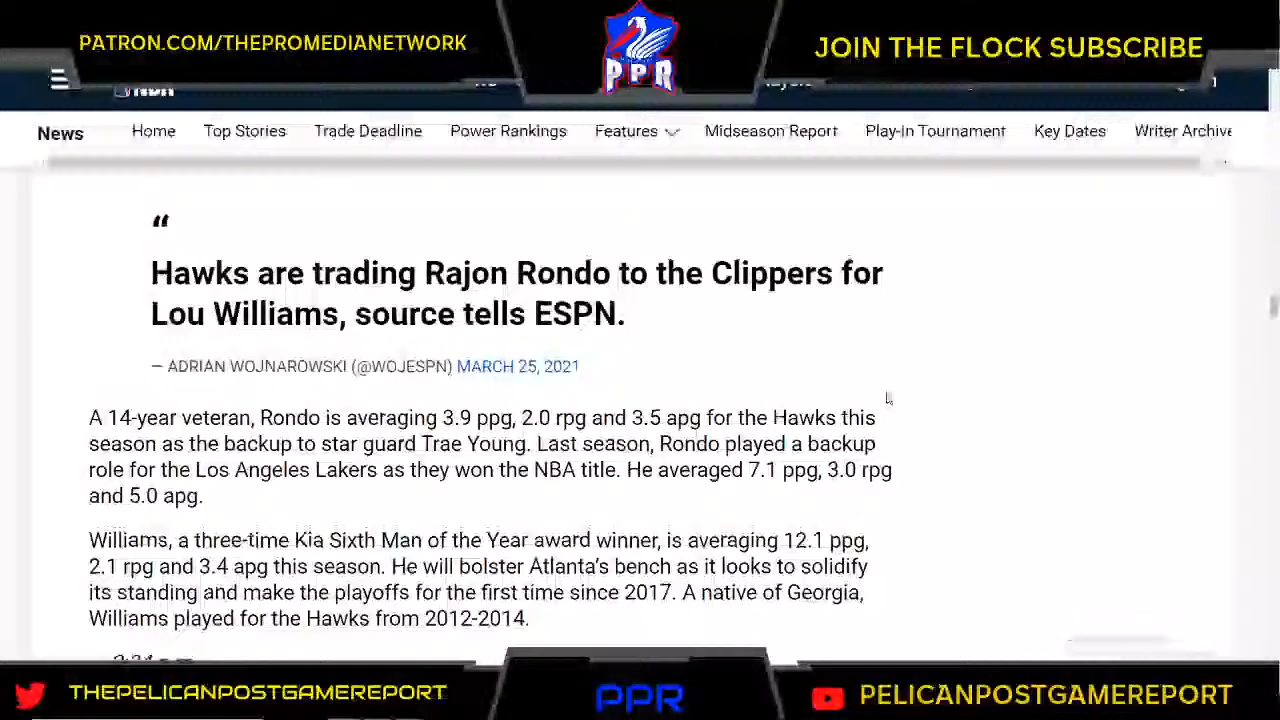 PATRON.COM/THEPROMEDIANETWORK
PPR
JOIN THE FLOCK SUBSCRIBE
News
Home
Top Stories
Trade Deadline
Power Rankings
Features
Midseason Report
Play-In Tournament
Key Dates
Writer Archive
“
Hawks are trading Rajon Rondo to the Clippers for
Lou Williams, source tells ESPN.
— ADRIAN WOJNAROWSKI (@WOJESPN) MARCH 25, 2021
A 14-year veteran, Rondo is averaging 3.9 ppg, 2.0 rpg and 3.5 apg for the Hawks this
season as the backup to star guard Trae Young. Last season, Rondo played a backup
role for the Los Angeles Lakers as they won the NBA title. He averaged 7.1 ppg, 3.0 rpg
and 5.0 apg.
Williams, a three-time Kia Sixth Man of the Year award winner, is averaging 12.1 ppg,
2.1 rpg and 3.4 apg this season. He will bolster Atlanta’s bench as it looks to solidify
its standing and make the playoffs for the first time since 2017. A native of Georgia,
Williams played for the Hawks from 2012-2014.
THEPELICANPOSTGAMEREPORT
PPR
PELICANPOSTGAMEREPORT